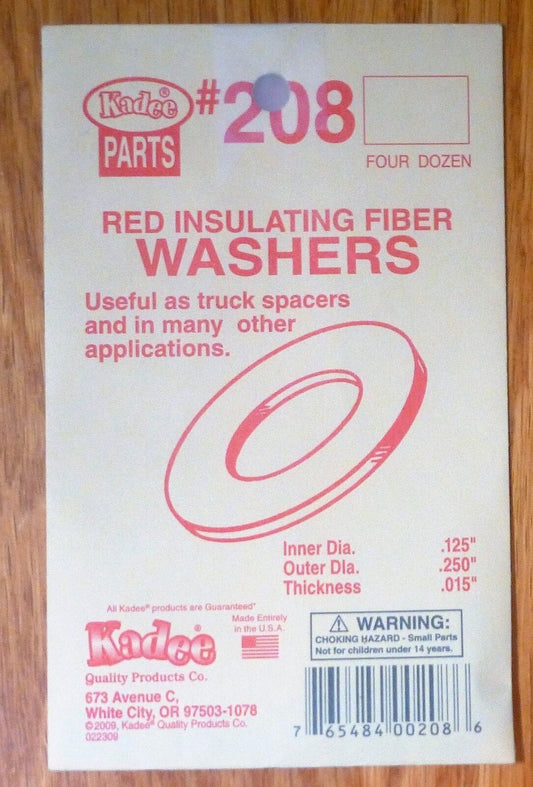 Kadee®
PARTS
#208
FOUR DOZEN
RED INSULATING FIBER
WASHERS
Useful as truck spacers
and in many other
applications.
Inner Dia. .125"
Outer Dia. .250"
Thickness .015"
All Kadee® products are Guaranteed"
Kadee®
Quality Products Co.
673 Avenue C,
White City, OR 97503-1078
©2009, Kadee® Quality Products Co.
022309
Made Entirely
in the U.S.A.
⚠ WARNING:
CHOKING HAZARD - Small Parts
Not for children under 14 years.
7 65484 00208 6